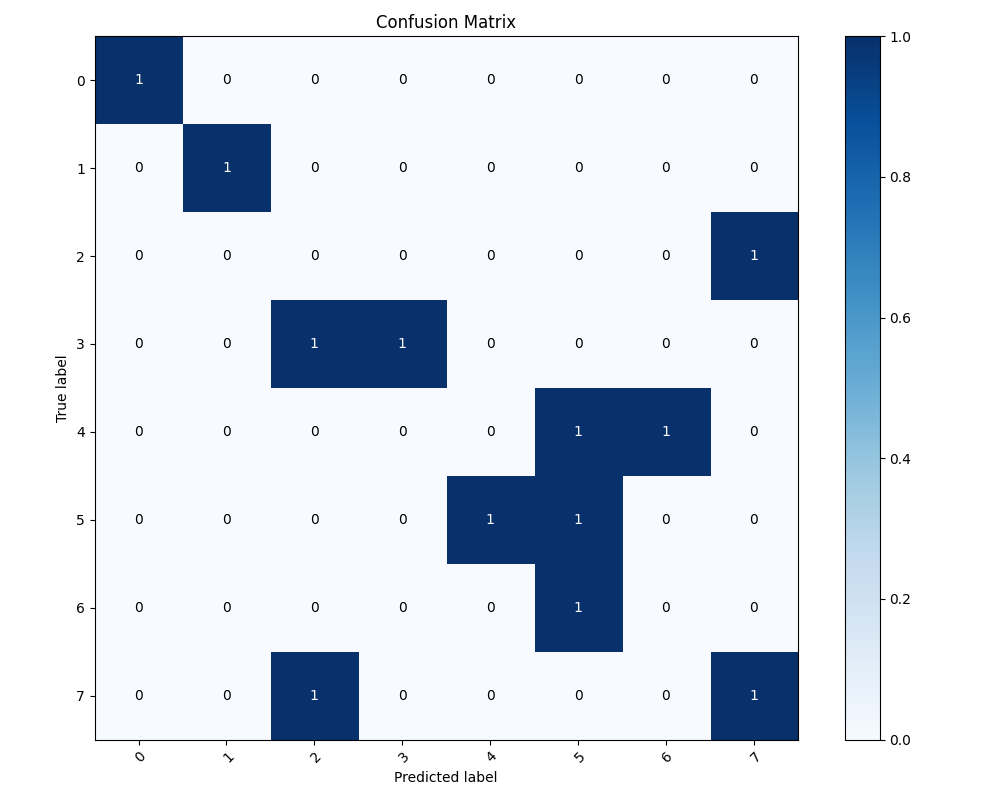 Confusion Matrix
0 1 0 0 0 0 0 0 0
1 0 1 0 0 0 0 0 0
2 0 0 0 0 0 0 0 1
3 0 0 1 1 0 0 0 0
4 0 0 0 0 0 1 1 0
5 0 0 0 0 1 1 0 0
6 0 0 0 0 0 1 0 0
7 0 0 1 0 0 0 0 1
0 1 2 3 4 5 6 7
Predicted label
True label
1.0
0.8
0.6
0.4
0.2
0.0